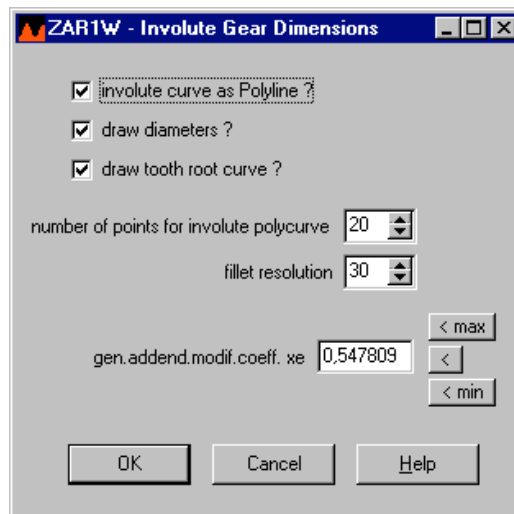 ZAR1W - Involute Gear Dimensions
involute curve as Polyline ?
draw diameters ?
draw tooth root curve ?
number of points for involute polycurve 20
fillet resolution 30
< max
gen.addend.modif.coeff. xe 0,547809 <
< min
OK Cancel Help